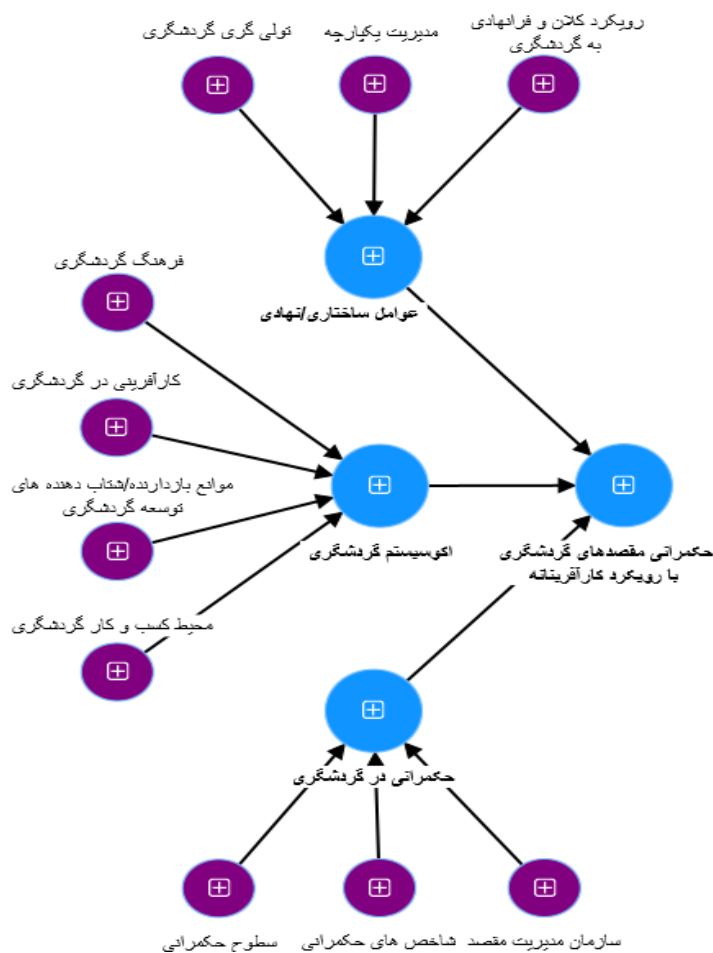 رویکرد کلان و فرانهادی
به گردشگری
مدیریت یکپارچه
تولی گری گردشگری
عوامل ساختاری/نهادی
فرهنگ گردشگری
کارآفرینی در گردشگری
موانع بازدارنده/شتاب دهنده های
توسعه گردشگری
محیط کسب و کار گردشگری
اکوسیستم گردشگری
حکمرانی مقصدهای گردشگری
با رویکرد کارآفرینانه
حکمرانی در گردشگری
سازمان مدیریت مقصد
شاخص های حکمرانی
سطوح حکمرانی